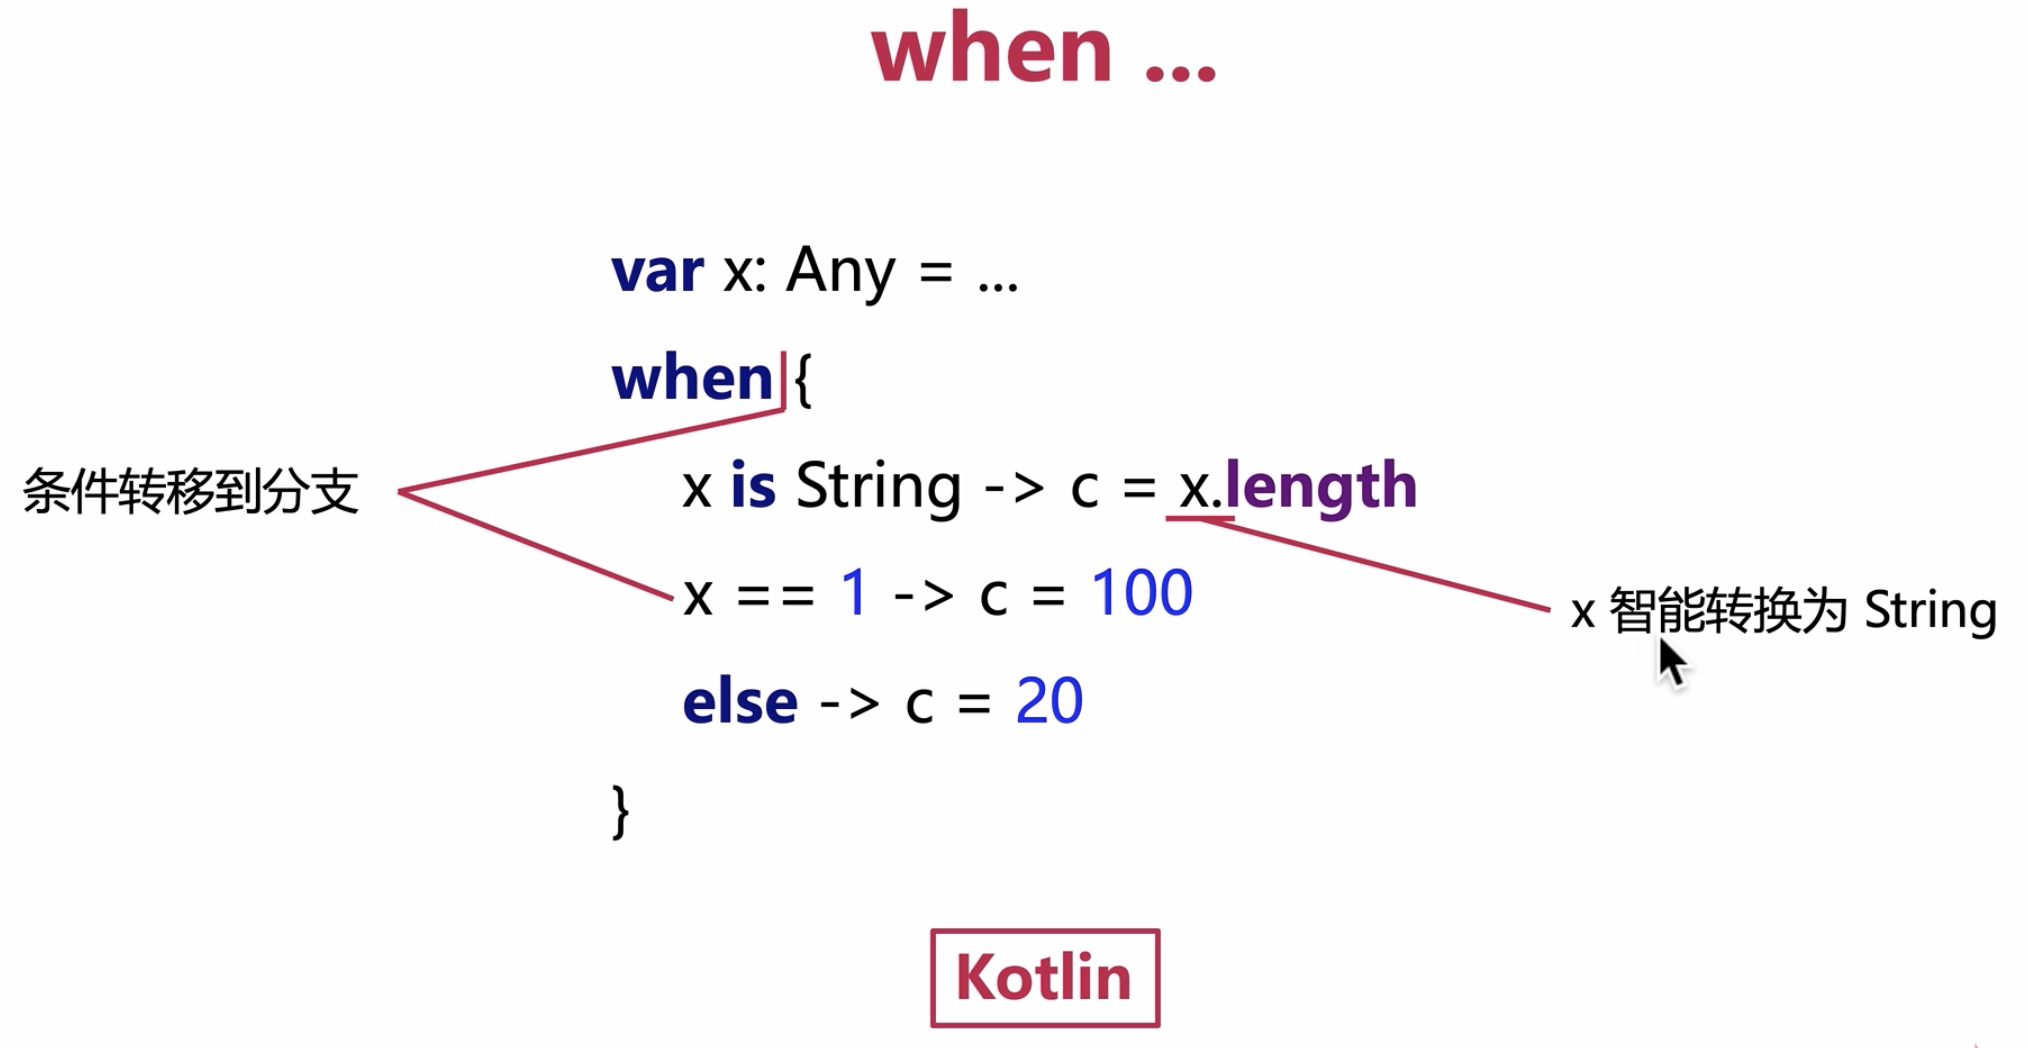 when ...
var x: Any = ...
when {
条件转移到分支
x is String -> c = x.length
x == 1 -> c = 100
x 智能转换为 String
else -> c = 20
}
Kotlin